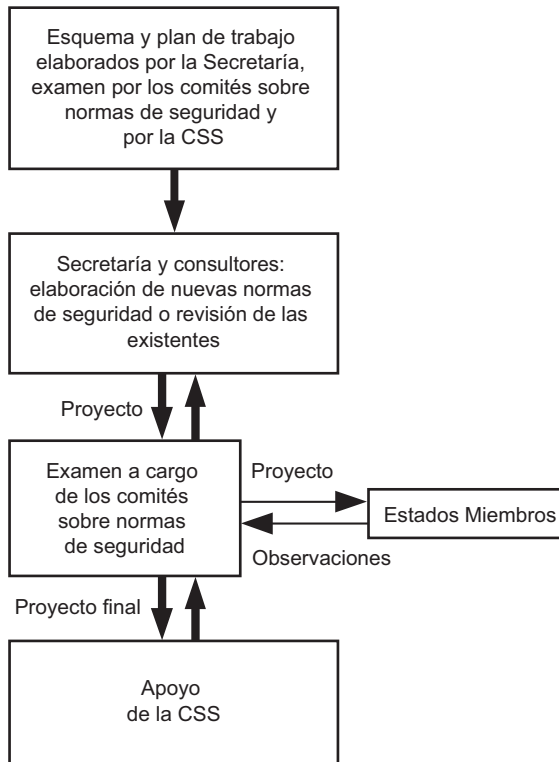 Esquema y plan de trabajo
elaborados por la Secretaría,
examen por los comités sobre
normas de seguridad y
por la CSS
Secretaría y consultores:
elaboración de nuevas normas
de seguridad o revisión de las
existentes
Proyecto
Examen a cargo
de los comités
sobre normas
de seguridad
Proyecto
Estados Miembros
Observaciones
Proyecto final
Apoyo
de la CSS